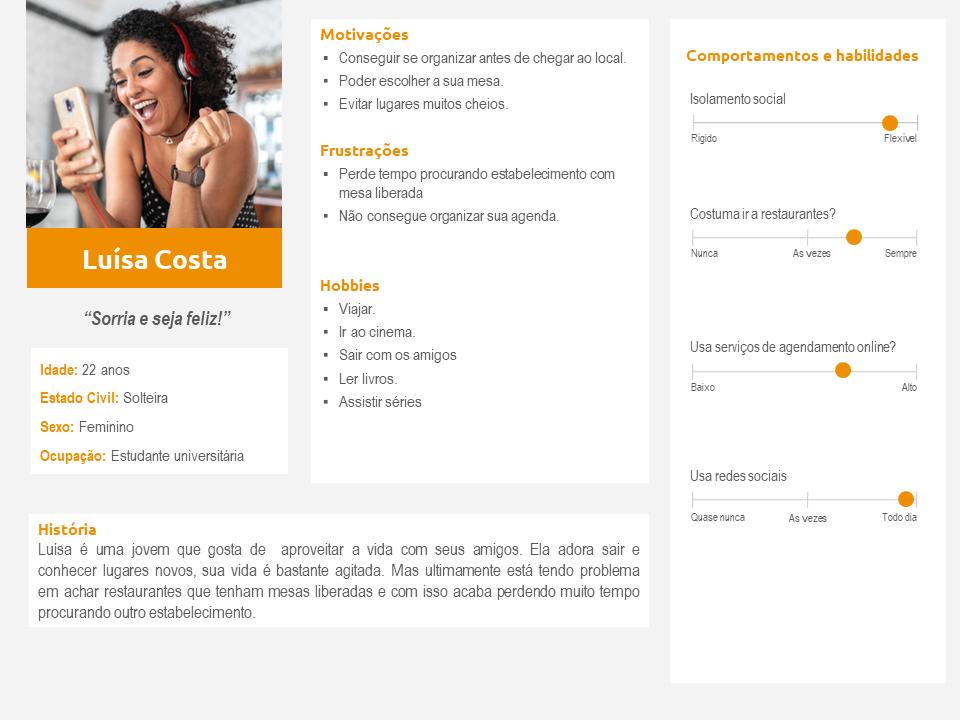 Luísa Costa
“Sorria e seja feliz!”
Idade: 22 anos
Estado Civil: Solteira
Sexo: Feminino
Ocupação: Estudante universitária
Motivações
▪ Conseguir se organizar antes de chegar ao local.
▪ Poder escolher a sua mesa.
▪ Evitar lugares muitos cheios.
Frustrações
▪ Perde tempo procurando estabelecimento com
mesa liberada
▪ Não consegue organizar sua agenda.
Hobbies
▪ Viajar.
▪ Ir ao cinema.
▪ Sair com os amigos
▪ Ler livros.
▪ Assistir séries
História
Luísa é uma jovem que gosta de aproveitar a vida com seus amigos. Ela adora sair e
conhecer lugares novos, sua vida é bastante agitada. Mas ultimamente está tendo problema
em achar restaurantes que tenham mesas liberadas e com isso acaba perdendo muito tempo
procurando outro estabelecimento.
Comportamentos e habilidades
Isolamento social
Rígido Flexível
Costuma ir a restaurantes?
Nunca As vezes Sempre
Usa serviços de agendamento online?
Baixo Alto
Usa redes sociais
Quase nunca As vezes Todo dia